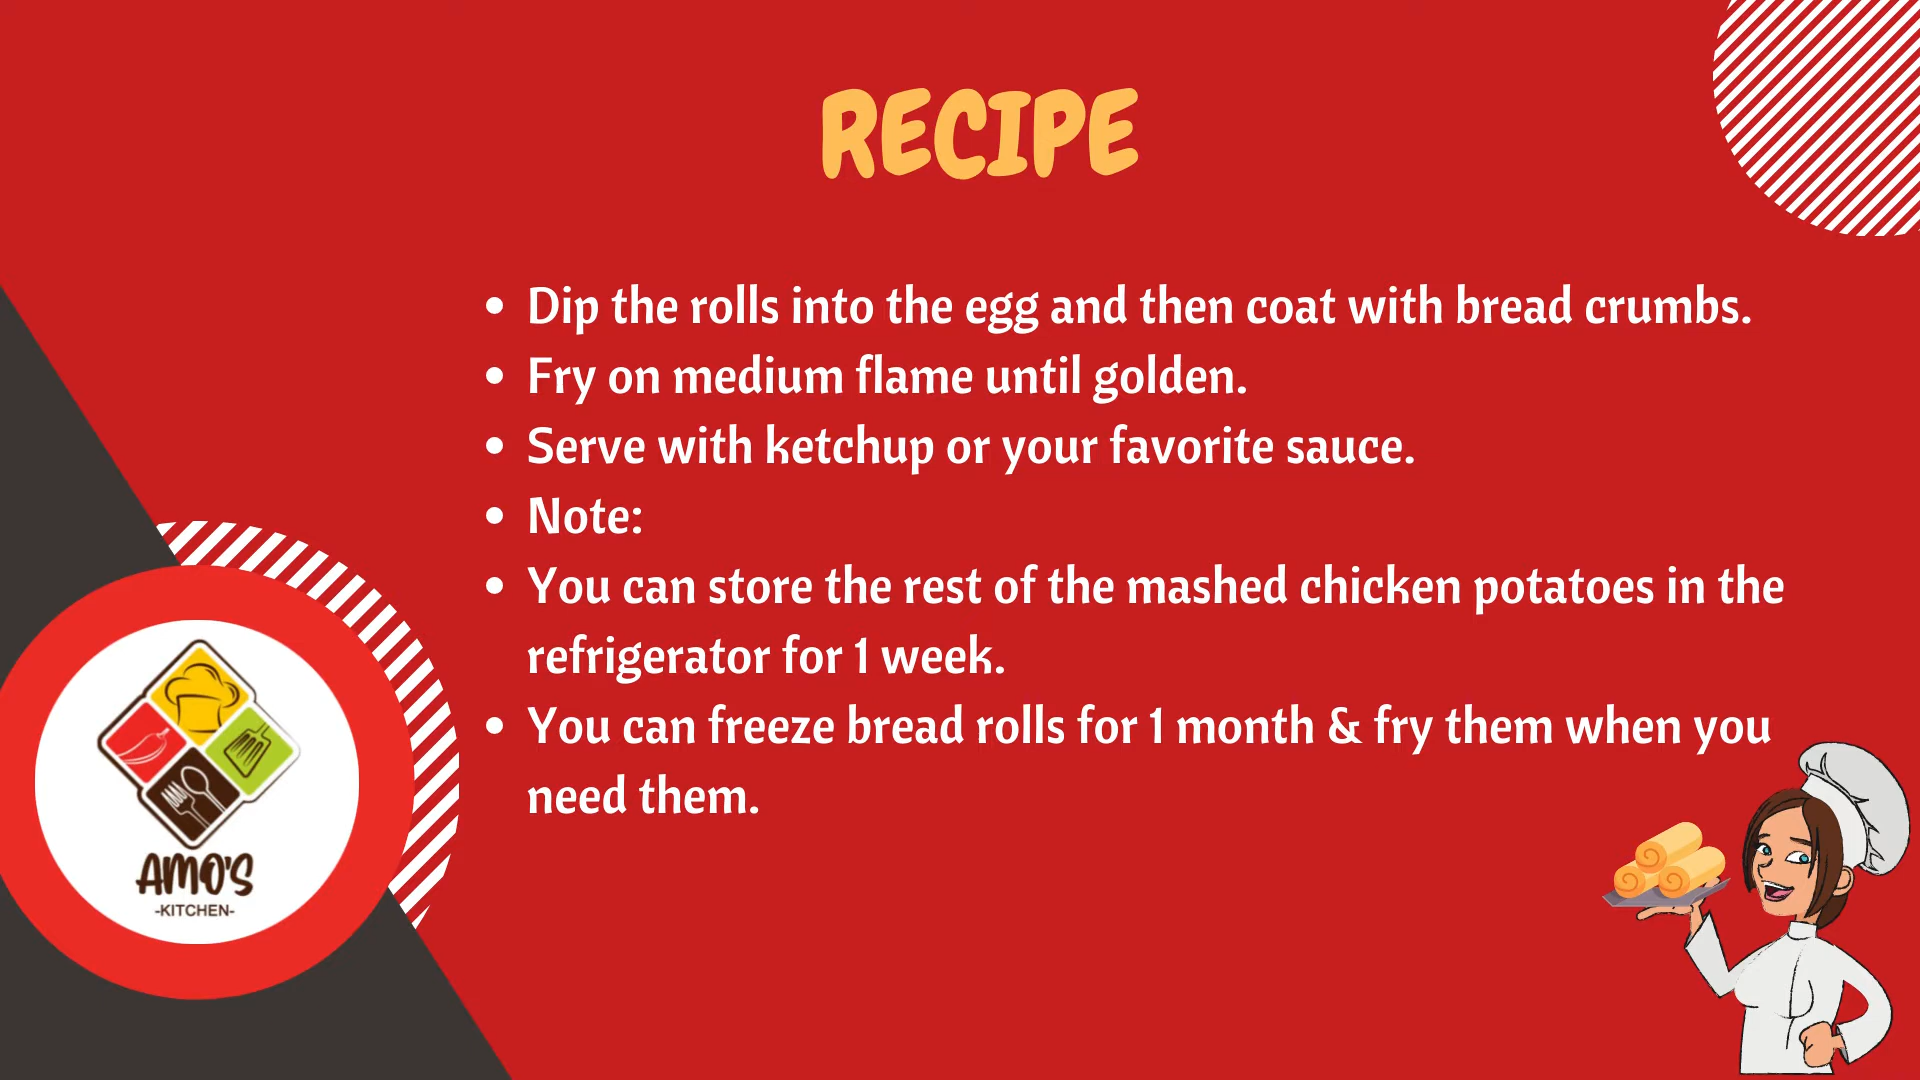 RECIPE
• Dip the rolls into the egg and then coat with bread crumbs.
• Fry on medium flame until golden.
• Serve with ketchup or your favorite sauce.
• Note:
• You can store the rest of the mashed chicken potatoes in the
refrigerator for 1 week.
• You can freeze bread rolls for 1 month & fry them when you
need them.
AMO'S
-KITCHEN-